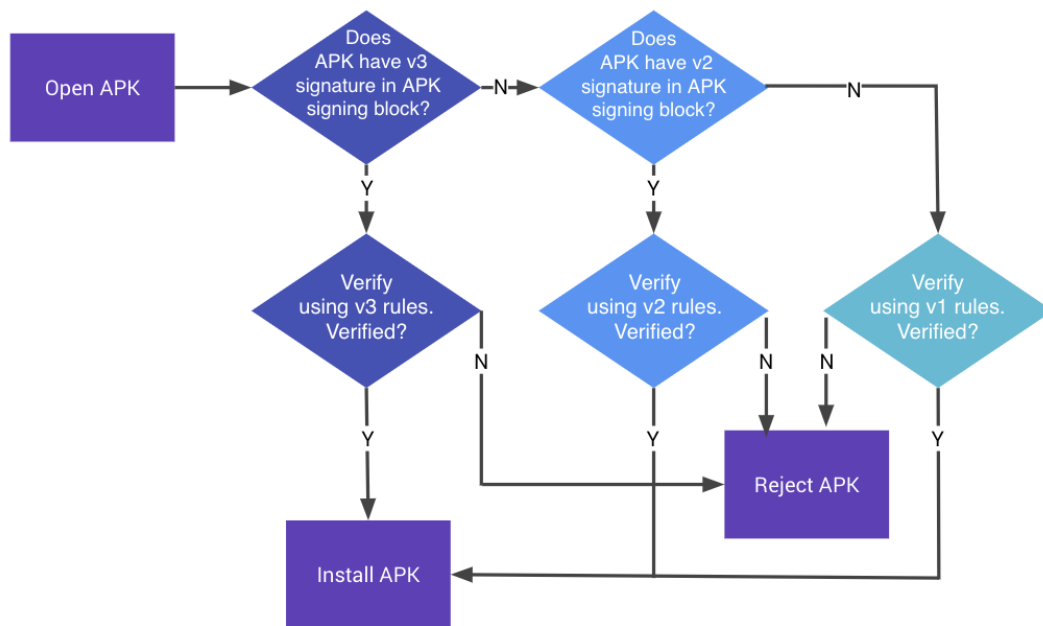 Open APK
Does
APK have v3
signature in APK
signing block?
N
Does
APK have v2
signature in APK
signing block?
N
Y
Y
Verify
using v3 rules.
Verified?
Verify
using v2 rules.
Verified?
Verify
using v1 rules.
Verified?
N
N
N
Y
Y
Y
Reject APK
Install APK